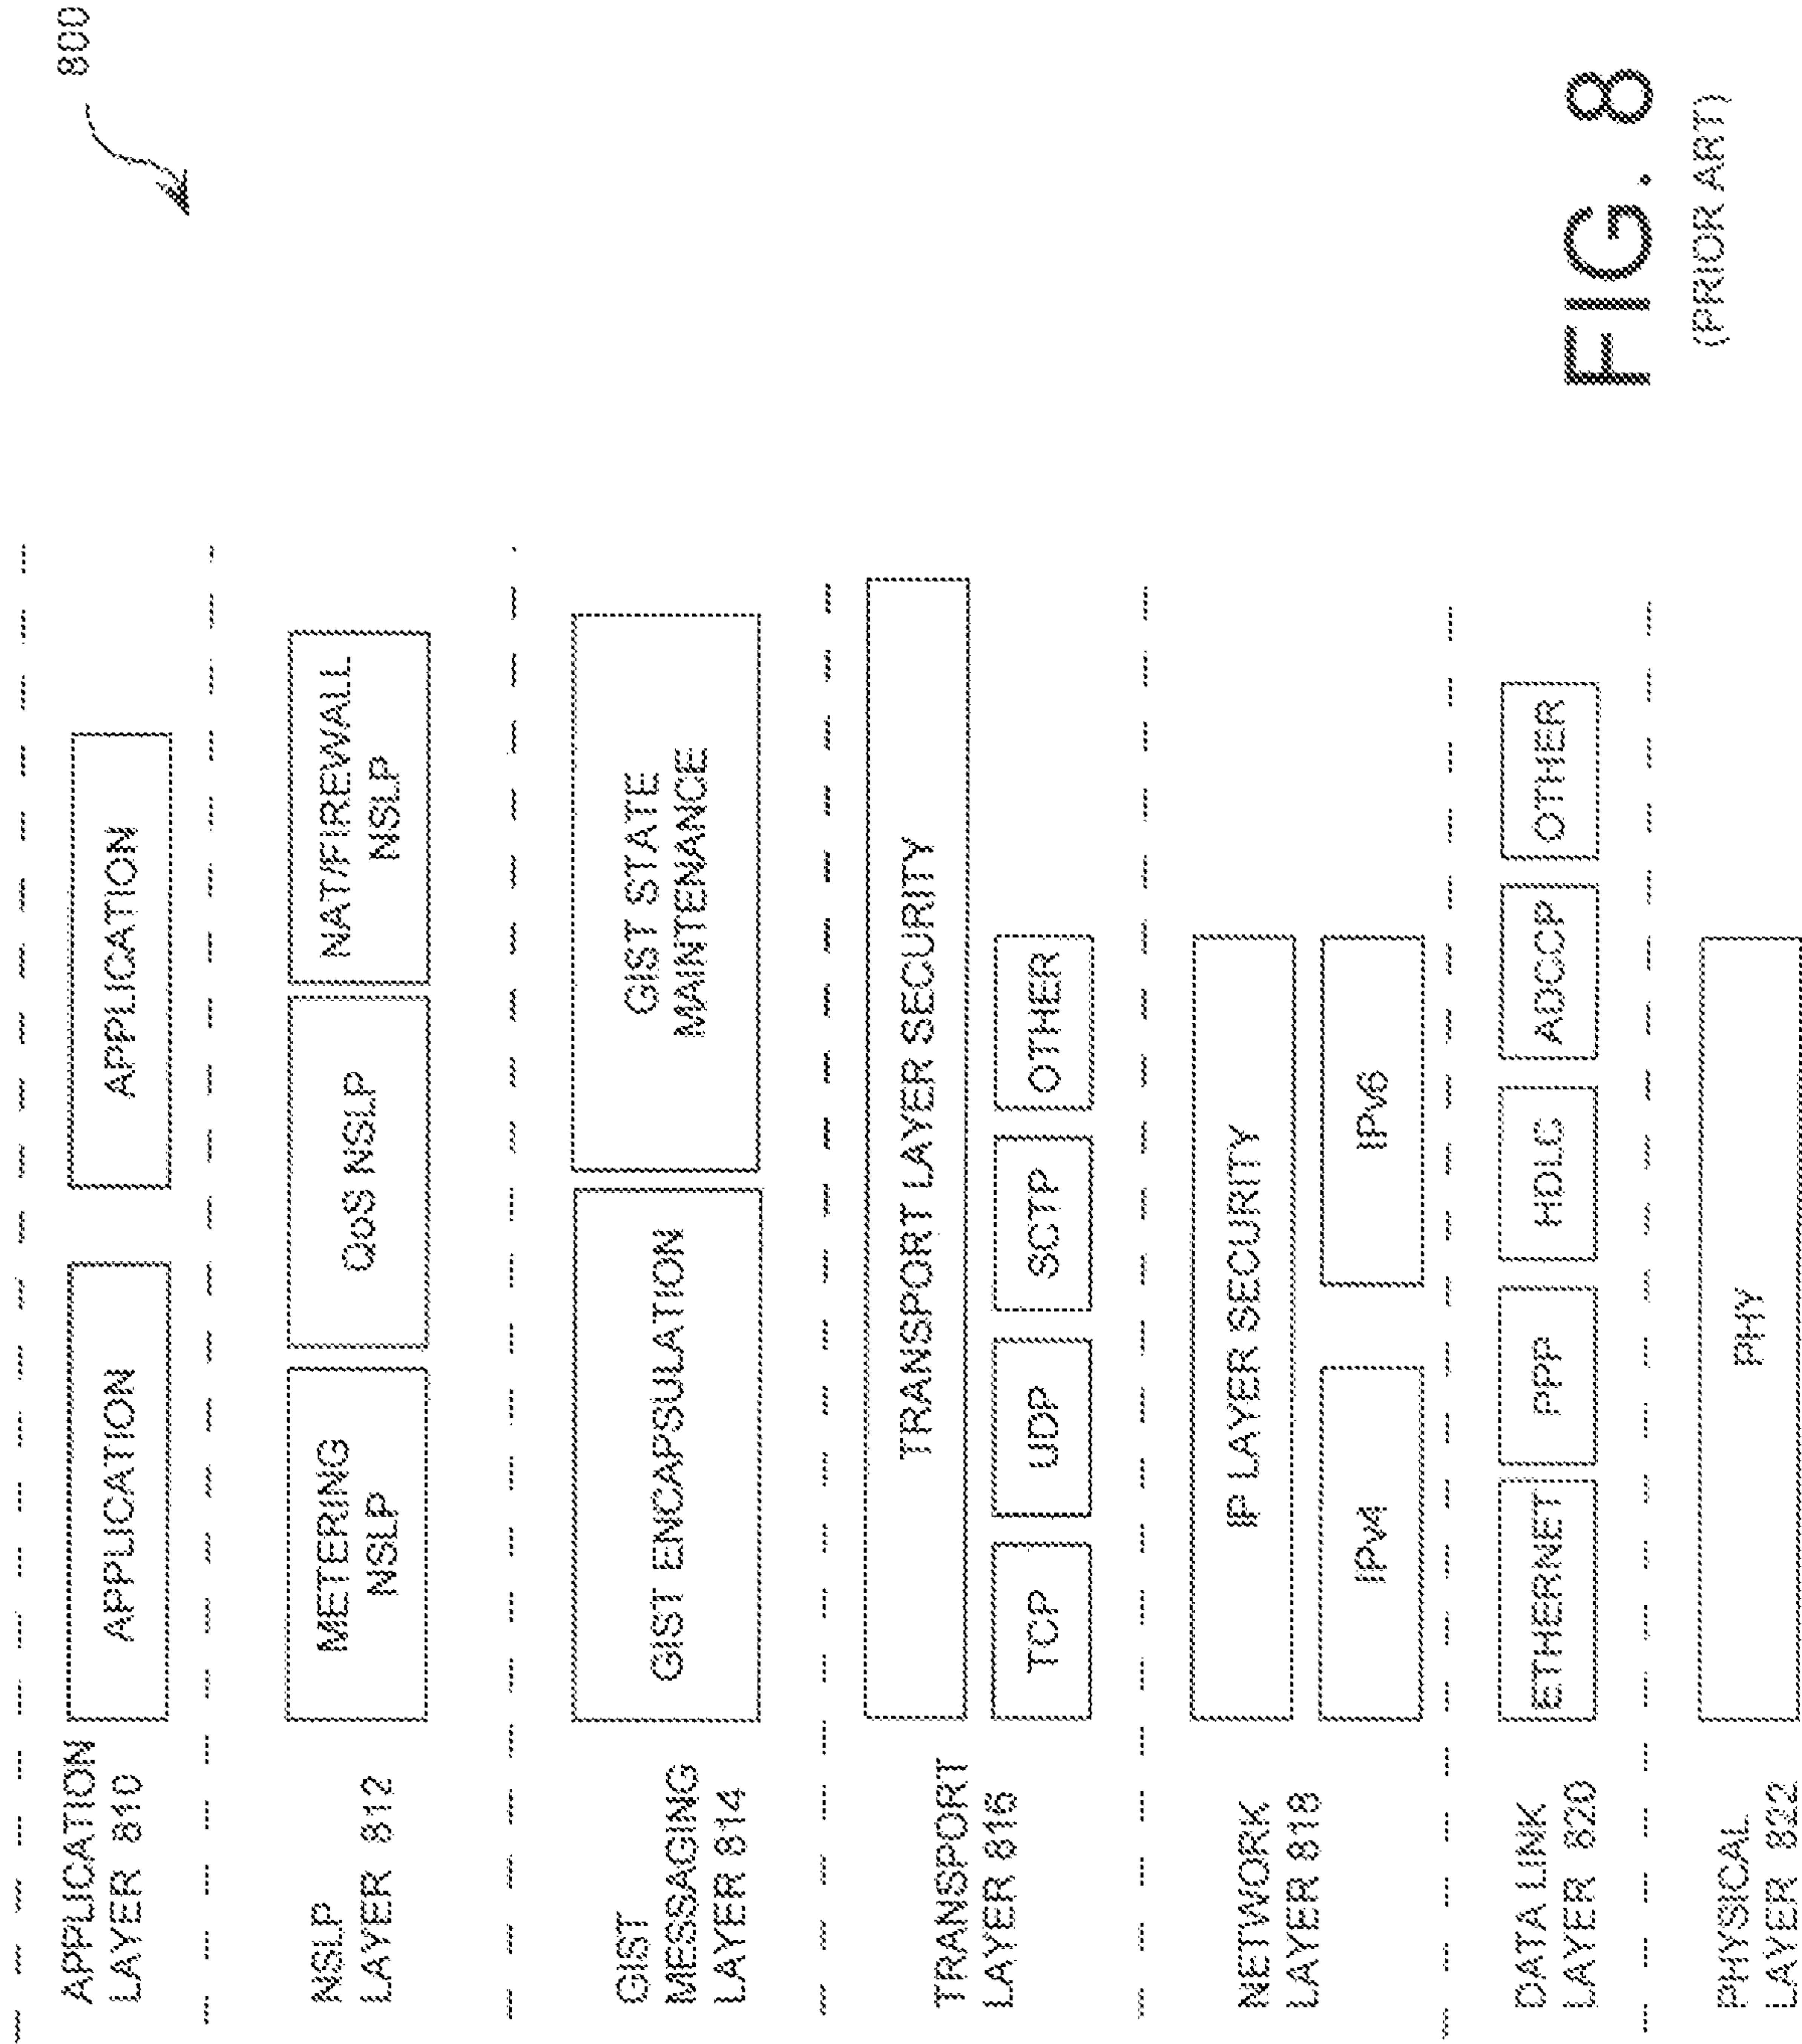 800
APPLICATION
LAYER 810
APPLICATION
APPLICATION
NSLP
LAYER 812
METERING
NSLP
QoS NSLP
NAT/FIREWALL
NSLP
GIST
MESSAGING
LAYER 814
GIST ENCAPSULATION
GIST STATE
MAINTENANCE
TRANSPORT
LAYER 816
TRANSPORT LAYER SECURITY
TCP
UDP
SCTP
OTHER
NETWORK
LAYER 818
IP LAYER SECURITY
IPv4
IPv6
DATA LINK
LAYER 820
ETHERNET
PPP
HDLC
ADCCP
OTHER
PHYSICAL
LAYER 822
PHY
FIG. 8
(PRIOR ART)